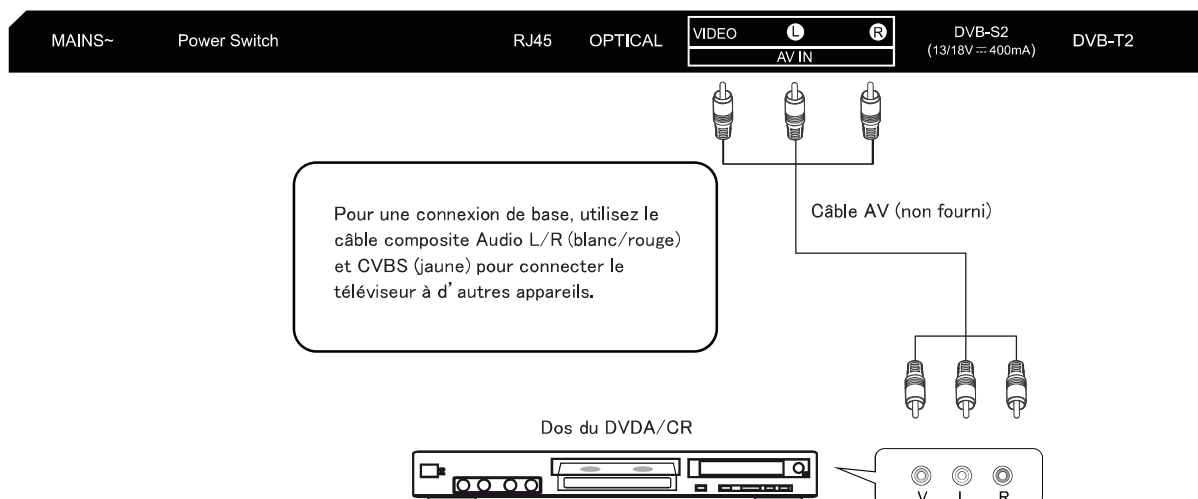 MAINS~ Power Switch RJ45 OPTICAL VIDEO L R DVB-S2 DVB-T2
AV IN (13/18V⎓400mA)
Pour une connexion de base, utilisez le
câble composite Audio L/R (blanc/rouge)
et CVBS (jaune) pour connecter le
téléviseur à d'autres appareils.
Câble AV (non fourni)
Dos du DVDA/CR
V L R